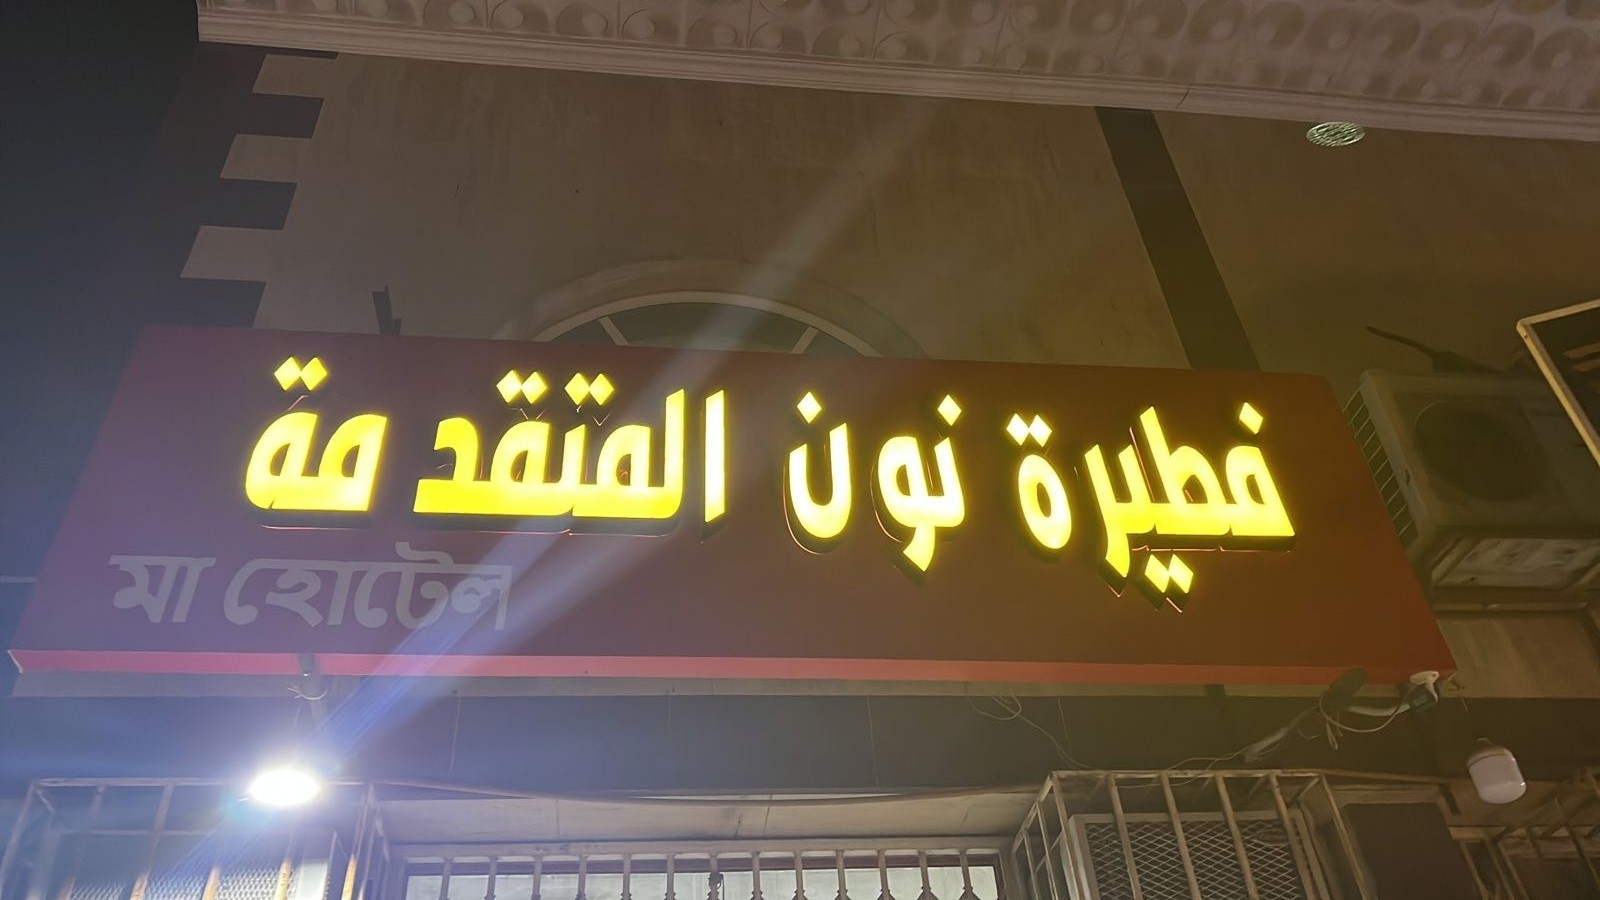 فطيرة نون المتقدمة
মা হোটেল